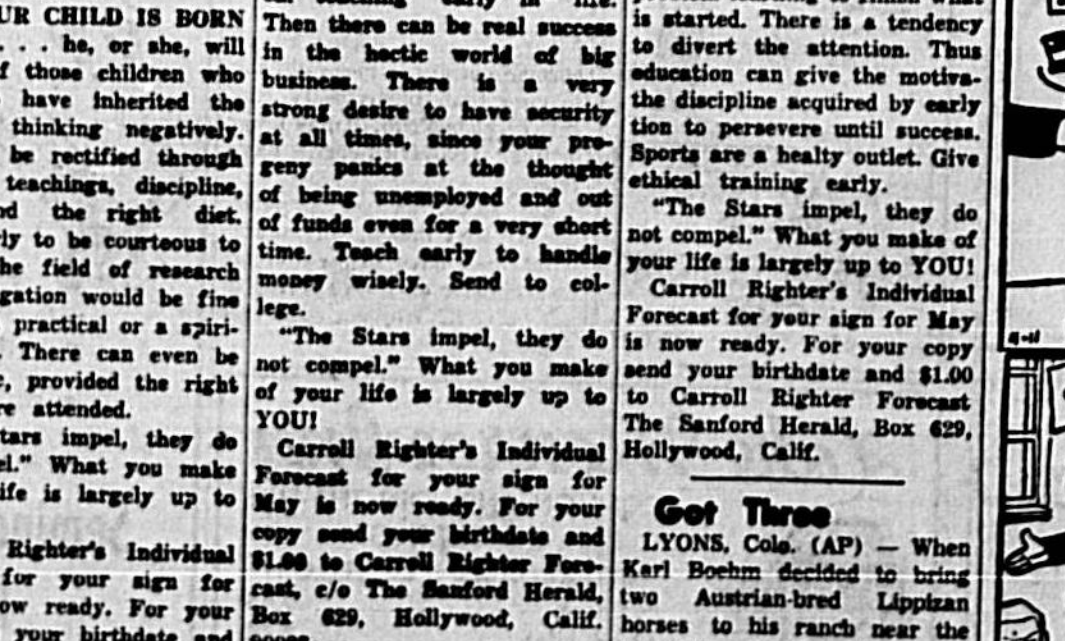 UR CHILD IS BORN
. . . he, or she, will
f those children who
have inherited the
thinking negatively.
be rectified through
teachings, discipline,
nd the right diet.
ly to be courteous to
he field of research
gation would be fine
practical or a spiri-
. There can even be
, provided the right
re attended.
tars impel, they do
el." What you make
ife is largely up to
Righter's Individual
for your sign for
ow ready. For your
your birthdate and
Then there can be real success
in the hectic world of big
business. There is a very
strong desire to have security
at all times, since your pro-
geny panics at the thought
of being unemployed and out
of funds even for a very short
time. Teach early to handle
money wisely. Send to col-
lege.
"The Stars impel, they do
not compel." What you make
of your life is largely up to
YOU!
Carroll Righter's Individual
Forecast for your sign for
May is now ready. For your
copy send your birthdate and
$1.00 to Carroll Righter Fore-
cast, c/o The Sanford Herald,
Box 629, Hollywood, Calif.
is started. There is a tendency
to divert the attention. Thus
education can give the motiva-
the discipline acquired by early
tion to persevere until success.
Sports are a healty outlet. Give
ethical training early.
"The Stars impel, they do
not compel." What you make of
your life is largely up to YOU!
Carroll Righter's Individual
Forecast for your sign for May
is now ready. For your copy
send your birthdate and $1.00
to Carroll Righter Forecast
The Sanford Herald, Box 629,
Hollywood, Calif.
Got Three
LYONS, Colo. (AP) — When
Karl Boehm decided to bring
two Austrian-bred Lippizan
horses to his ranch near the